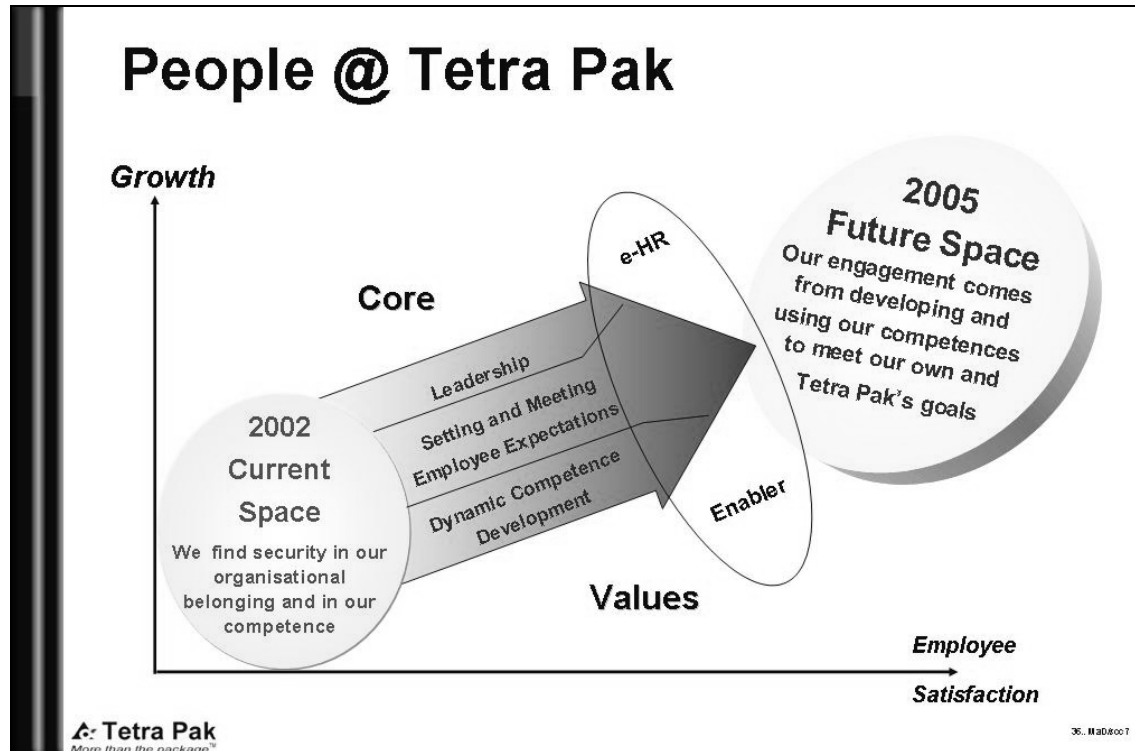 People @ Tetra Pak
Growth
Core
e-HR
Leadership
Setting and Meeting
Employee Expectations
Dynamic Competence
Development
Enabler
Values
2002
Current
Space
We find security in our
organisational
belonging and in our
competence
2005
Future Space
Our engagement comes
from developing and
using our competences
to meet our own and
Tetra Pak's goals
Employee
Satisfaction
Tetra Pak
More than the package™